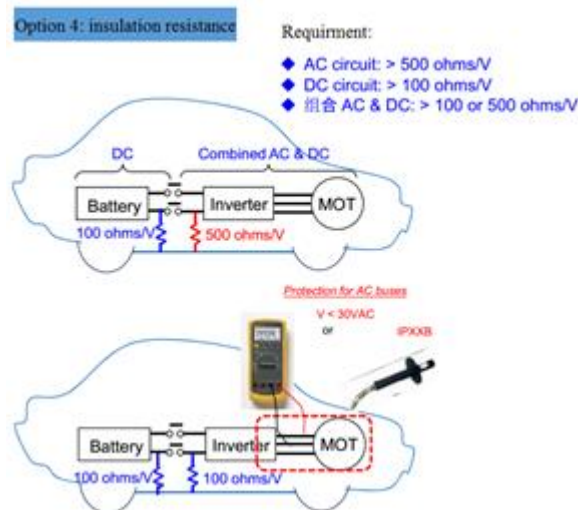 Option 4: insulation resistance
Requirment:
◆ AC circuit: > 500 ohms/V
◆ DC circuit: > 100 ohms/V
◆ 组合 AC & DC: > 100 or 500 ohms/V
DC
Combined AC & DC
Battery
Inverter
MOT
100 ohms/V
500 ohms/V
Protection for AC buses
V < 30VAC
or
IPXXB
Battery
Inverter
MOT
100 ohms/V
100 ohms/V